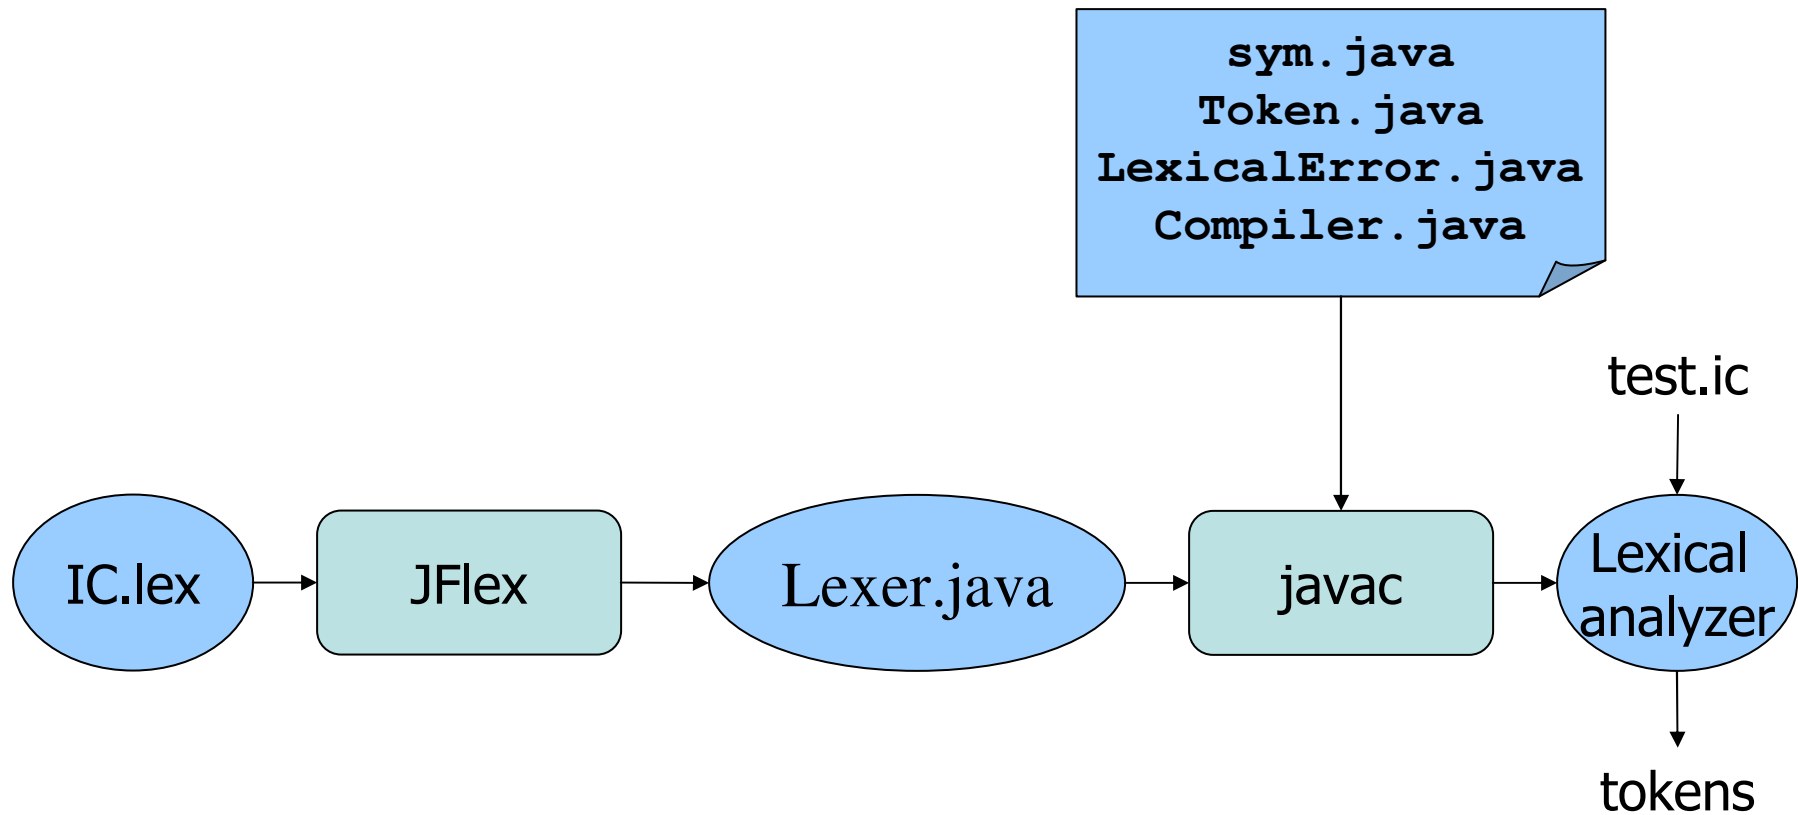 sym.java
Token.java
LexicalError.java
Compiler.java
test.ic
IC.lex
JFlex
Lexer.java
javac
Lexical
analyzer
tokens